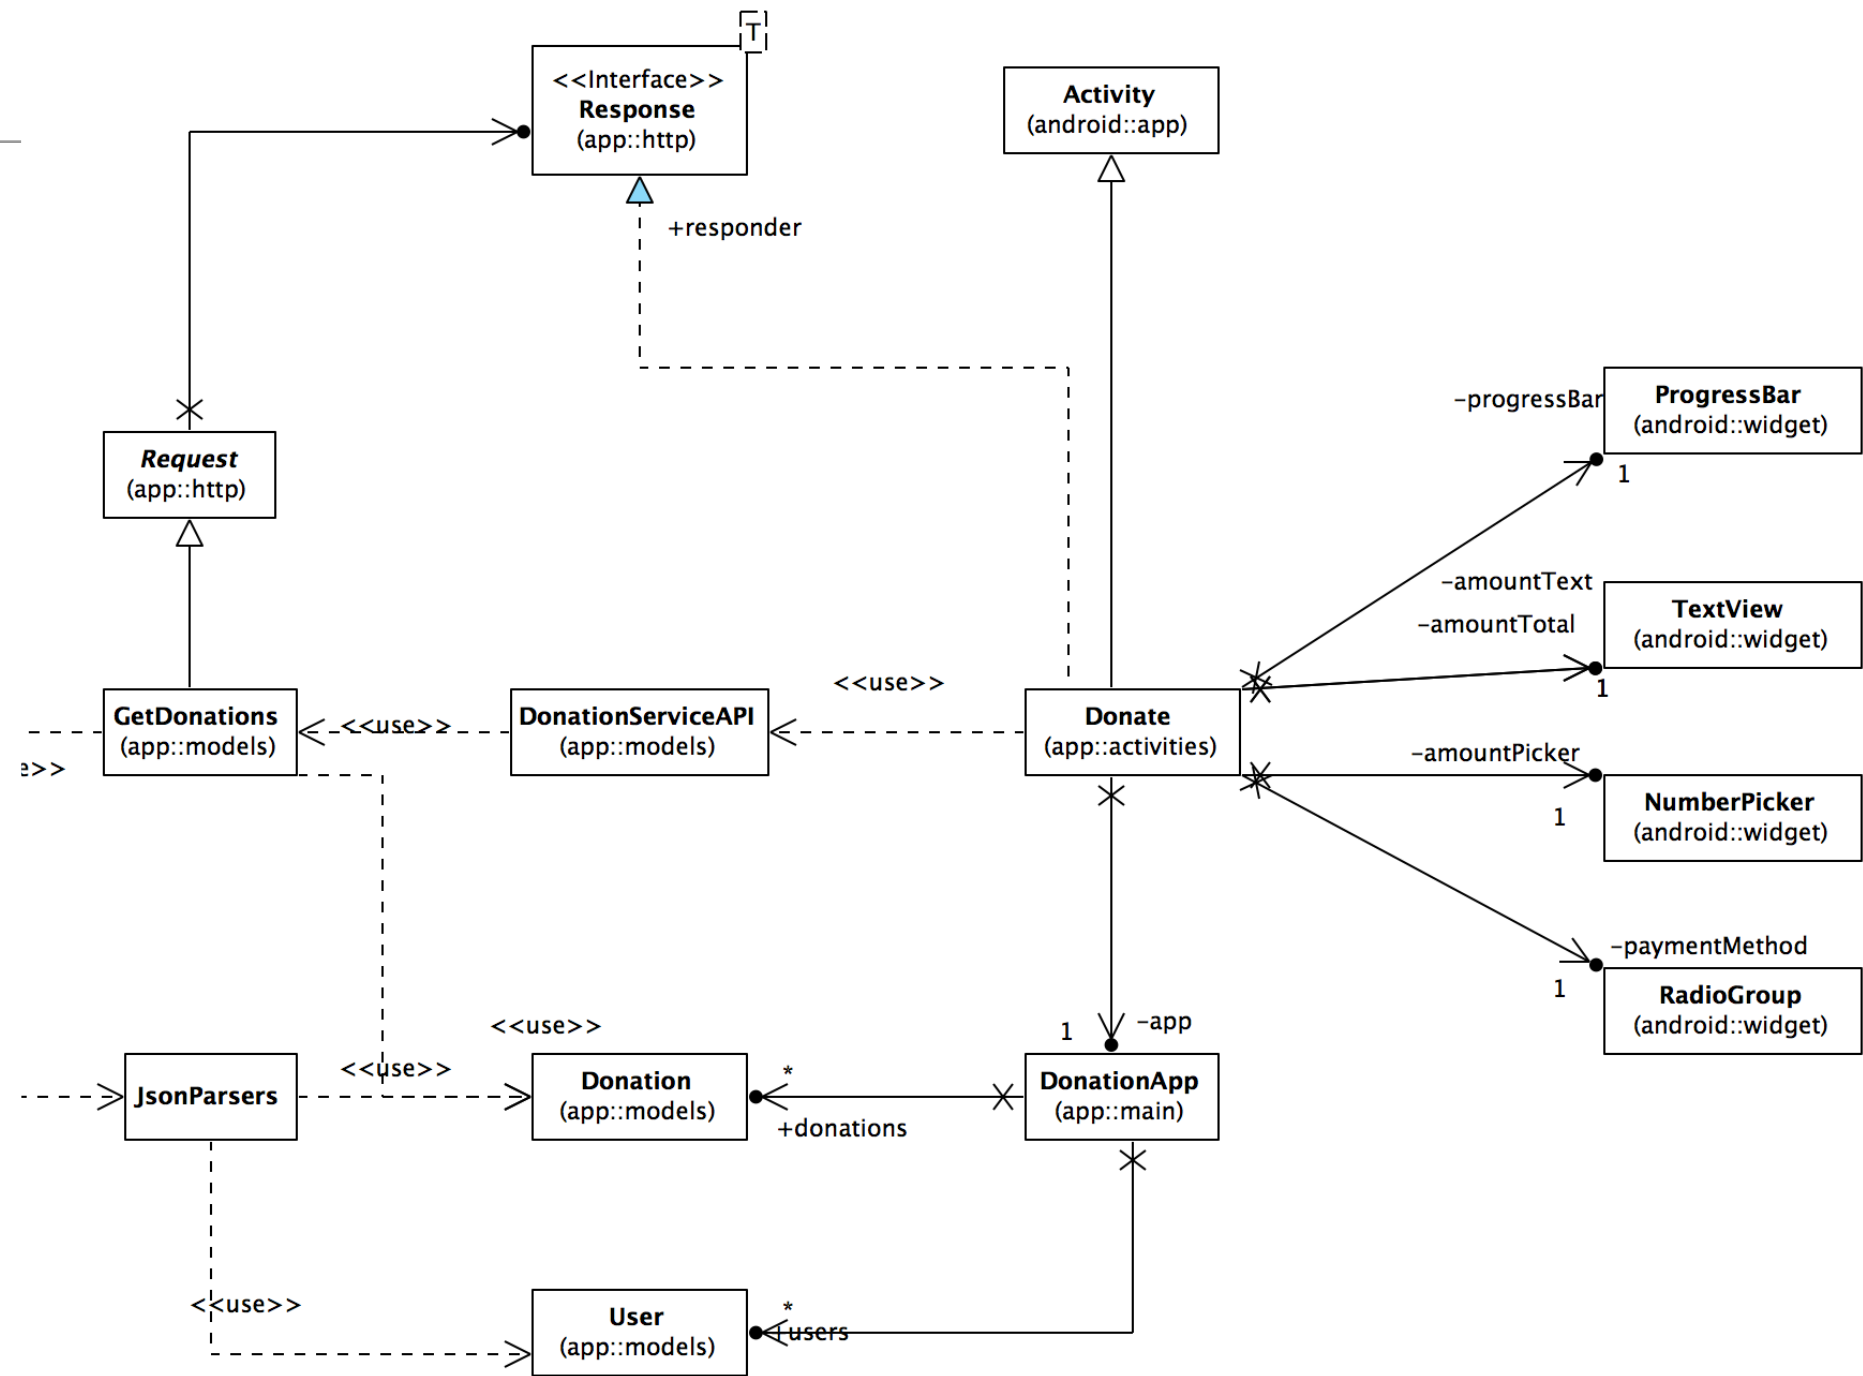 T
<<Interface>>
Response
(app::http)
Activity
(android::app)
+responder
-progressBar
ProgressBar
(android::widget)
1
Request
(app::http)
-amountText
-amountTotal
TextView
(android::widget)
1
<<use>>
GetDonations
(app::models)
<<use>>
DonationServiceAPI
(app::models)
Donate
(app::activities)
e>>
-amountPicker
NumberPicker
(android::widget)
1
-paymentMethod
1
RadioGroup
(android::widget)
<<use>>
1
-app
<<use>>
JsonParsers
Donation
(app::models)
*
+donations
DonationApp
(app::main)
<<use>>
User
(app::models)
*
+users